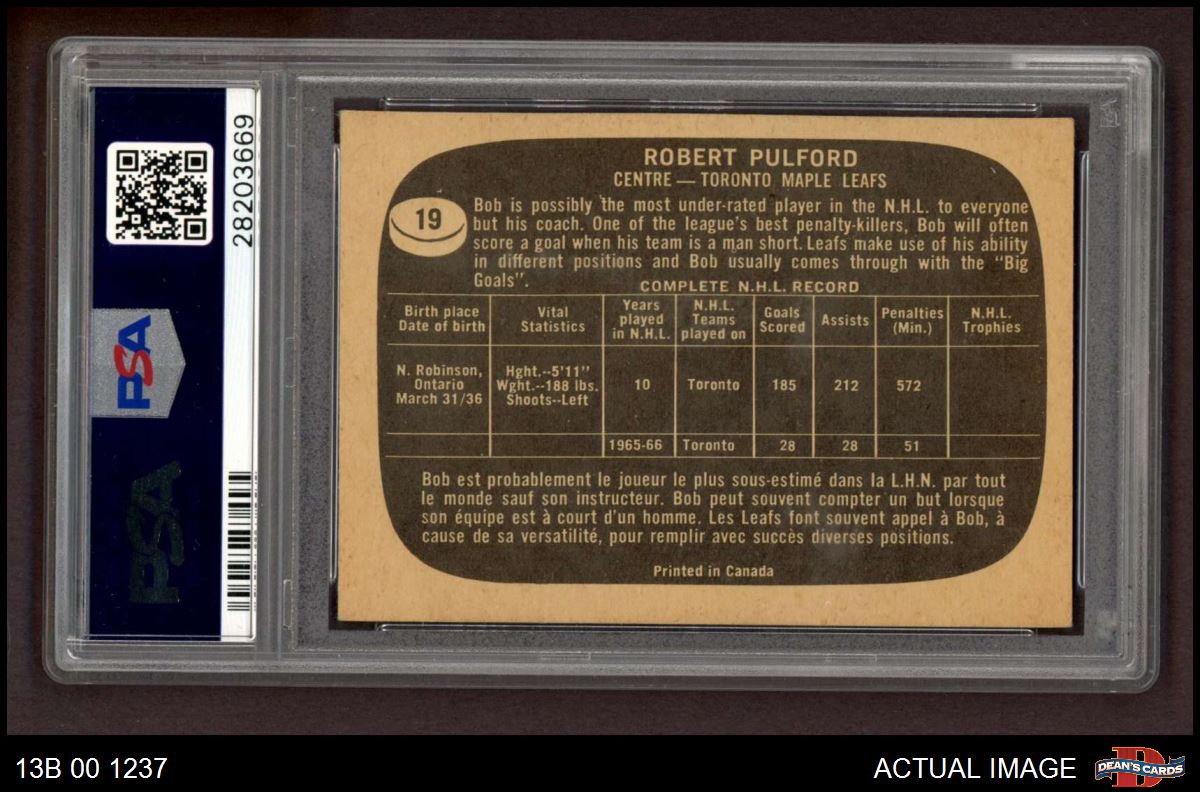 28203669
PSA
PSA
ROBERT PULFORD
CENTRE — TORONTO MAPLE LEAFS
19
Bob is possibly the most under-rated player in the N.H.L. to everyone
but his coach. One of the league's best penalty-killers, Bob will often
score a goal when his team is a man short. Leafs make use of his ability
in different positions and Bob usually comes through with the "Big
Goals".
COMPLETE N.H.L. RECORD
Birth place Date of birth Vital Statistics Years played in N.H.L. N.H.L. Teams played on Goals Scored Assists Penalties (Min.) N.H.L. Trophies
N. Robinson, Ontario March 31/36 Hght.--5'11" Wght.--188 lbs. Shoots--Left 10 Toronto 185 212 572
1965-66 Toronto 28 28 51
Bob est probablement le joueur le plus sous-estimé dans la L.H.N. par tout
le monde sauf son instructeur. Bob peut souvent compter un but lorsque
son équipe est à court d'un homme. Les Leafs font souvent appel à Bob, à
cause de sa versatilité, pour remplir avec succès diverses positions.
Printed in Canada
13B 00 1237
ACTUAL IMAGE
DEAN'S CARDS